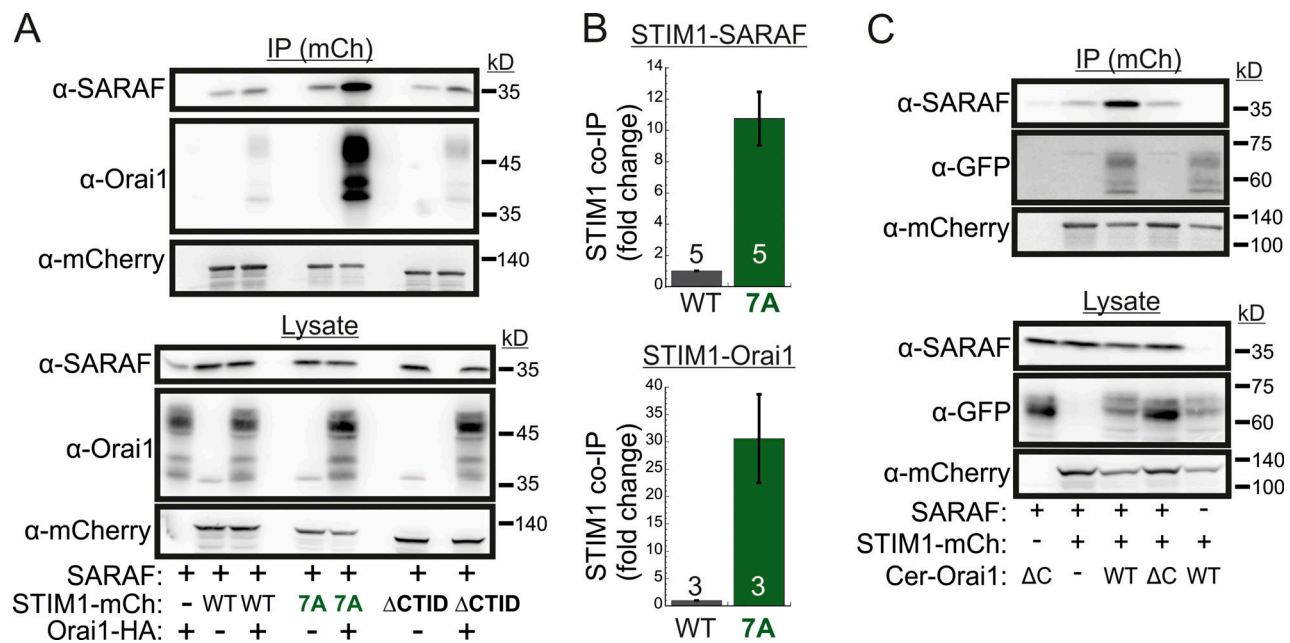 A
IP (mCh)
kD
α-SARAF
35
α-Orai1
45
35
α-mCherry
140
Lysate
kD
α-SARAF
35
α-Orai1
45
35
α-mCherry
140
SARAF: + + + + + + +
STIM1-mCh: - WT WT 7A 7A ΔCTID ΔCTID
Orai1-HA: + - + - + - +
B
STIM1-SARAF
STIM1 co-IP
(fold change)
14
12
10
8
6
4
2
0
5
5
WT 7A
STIM1-Orai1
STIM1 co-IP
(fold change)
40
35
30
25
20
15
10
5
0
3
3
WT 7A
C
IP (mCh)
kD
α-SARAF
35
75
α-GFP
60
α-mCherry
140
100
Lysate
kD
α-SARAF
35
75
α-GFP
60
α-mCherry
140
100
SARAF: + + + + -
STIM1-mCh: - + + + +
Cer-Orai1: ΔC - WT ΔC WT